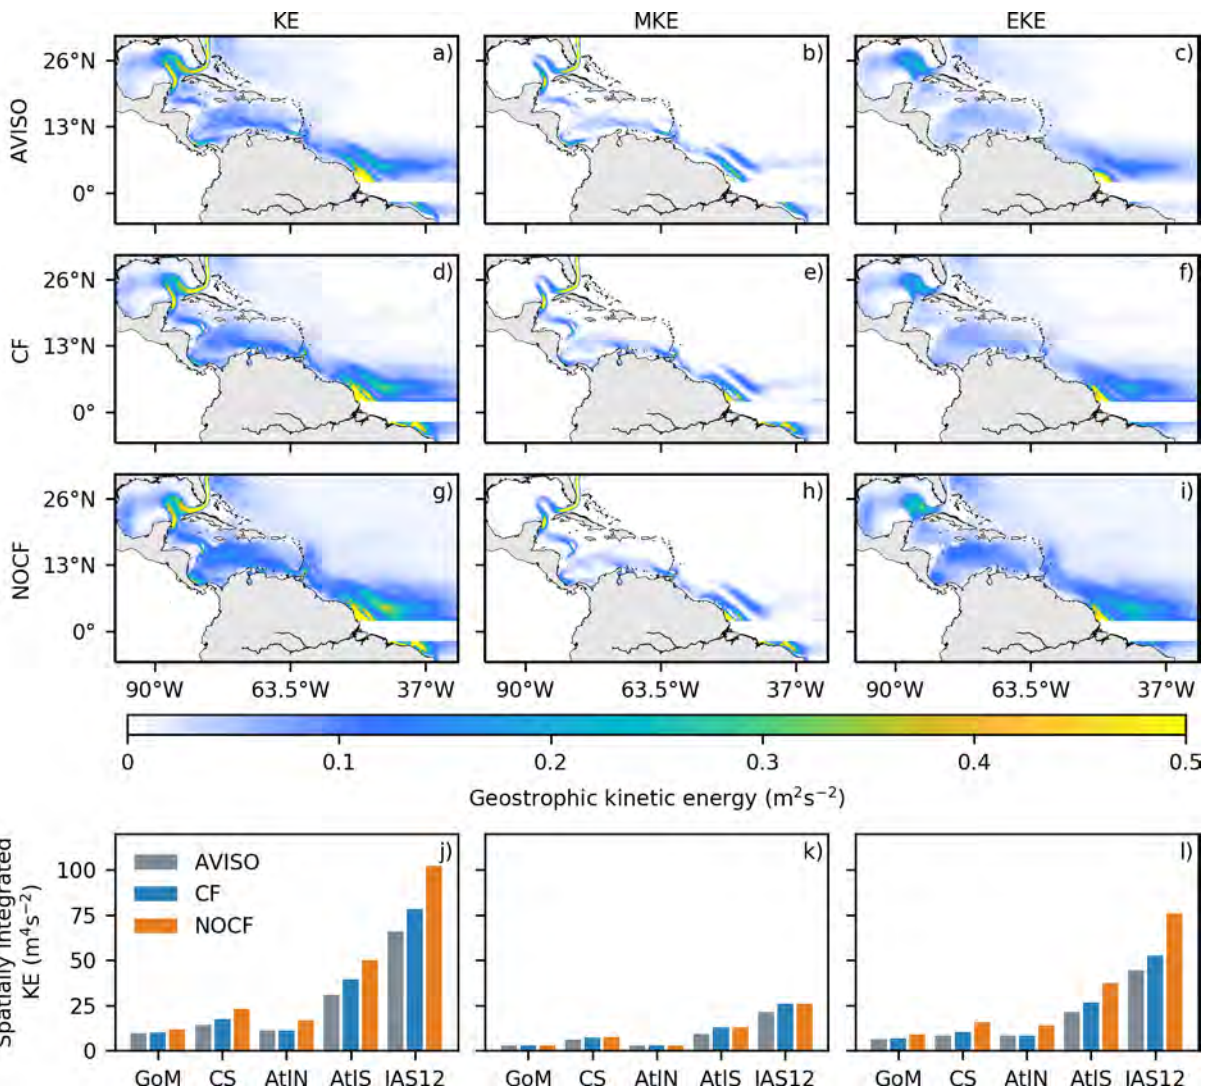 KE MKE EKE
AVISO
26°N
13°N
0°
a) b) c)
CF
26°N
13°N
0°
d) e) f)
NOCF
26°N
13°N
0°
g) h) i)
90°W 63.5°W 37°W 90°W 63.5°W 37°W 90°W 63.5°W 37°W
0 0.1 0.2 0.3 0.4 0.5
Geostrophic kinetic energy (m²s⁻²)
Spatially integrated
KE (m⁴s⁻²)
100
75
50
25
0
j) k) l)
AVISO
CF
NOCF
GoM CS AtlN AtlS IAS12 GoM CS AtlN AtlS IAS12 GoM CS AtlN AtlS IAS12